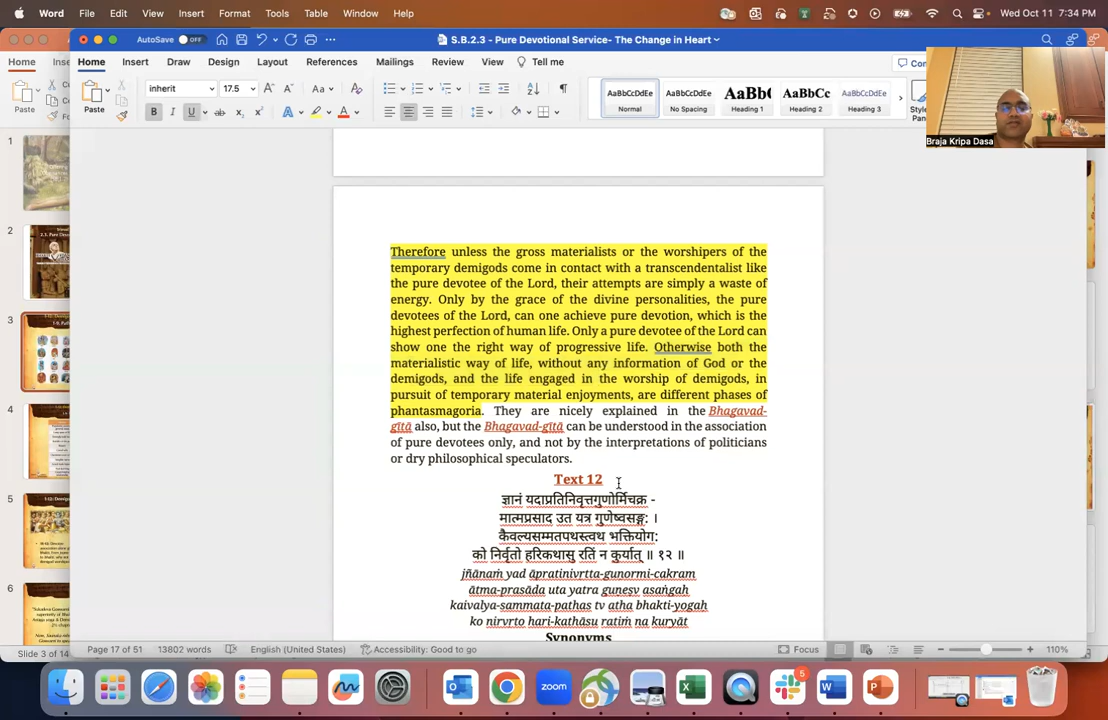 Word File Edit View Insert Format Tools Table Window Help Wed Oct 11 7:34 PM
AutoSave OFF S.B.2.3 - Pure Devotional Service- The Change in Heart
Home Home Insert Draw Design Layout References Mailings Review View Tell me
Paste Paste inherit 17.5 Aa AaBbCcDdEe AaBbCcDdEe AaBbC AaBbCc AaBbCcDdEe
B I U ab x x A A Normal No Spacing Heading 1 Heading 2 Heading 3
Braja Kripa Dasa
1
2
3
4
5
6
Therefore unless the gross materialists or the worshipers of the
temporary demigods come in contact with a transcendentalist like
the pure devotee of the Lord, their attempts are simply a waste of
energy. Only by the grace of the divine personalities, the pure
devotees of the Lord, can one achieve pure devotion, which is the
highest perfection of human life. Only a pure devotee of the Lord can
show one the right way of progressive life. Otherwise both the
materialistic way of life, without any information of God or the
demigods, and the life engaged in the worship of demigods, in
pursuit of temporary material enjoyments, are different phases of
phantasmagoria. They are nicely explained in the Bhagavad-
gītā also, but the Bhagavad-gītā can be understood in the association
of pure devotees only, and not by the interpretations of politicians
or dry philosophical speculators.
Text 12
ज्ञानं यदाप्रतिनिवृत्तगुणोर्मिचक्र -
मात्मप्रसाद उत यत्र गुणेष्वसङ्ग: ।
कैवल्यसम्मतपथस्त्वथ भक्तियोग:
को निर्वृतो हरिकथासु रतिं न कुर्यात् ॥ १२ ॥
jñānaṁ yad āpratinivṛtta-guṇormi-cakram
ātma-prasāda uta yatra guṇeṣv asaṅgaḥ
kaivalya-sammata-pathas tv atha bhakti-yogaḥ
ko nirvṛto hari-kathāsu ratiṁ na kuryāt
Synonyms
Page 17 of 51 13802 words English (United States) Accessibility: Good to go Focus 110%
Slide 3 of 14
zoom 5